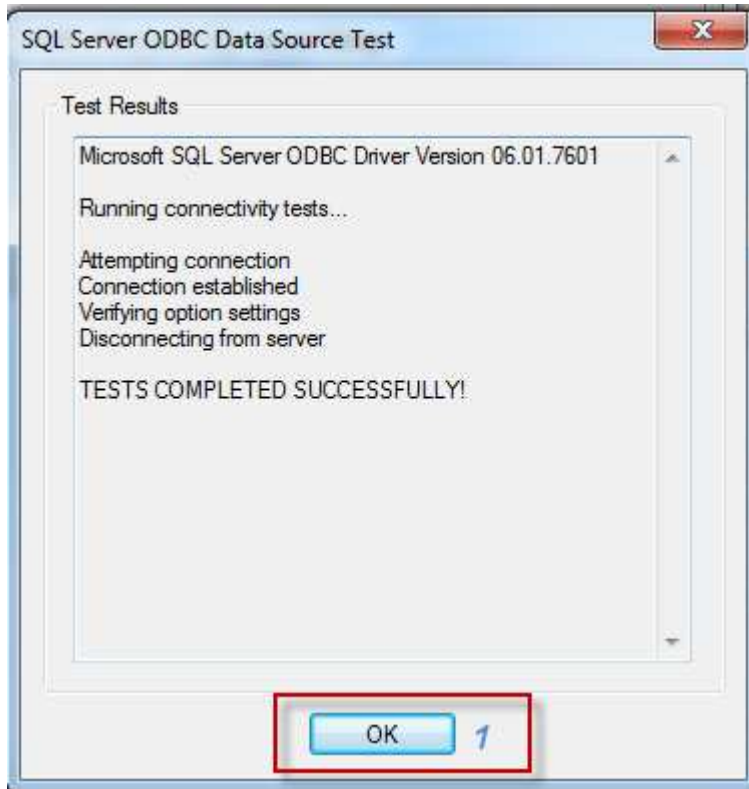 SQL Server ODBC Data Source Test
Test Results
Microsoft SQL Server ODBC Driver Version 06.01.7601
Running connectivity tests...
Attempting connection
Connection established
Verifying option settings
Disconnecting from server
TESTS COMPLETED SUCCESSFULLY!
OK 1